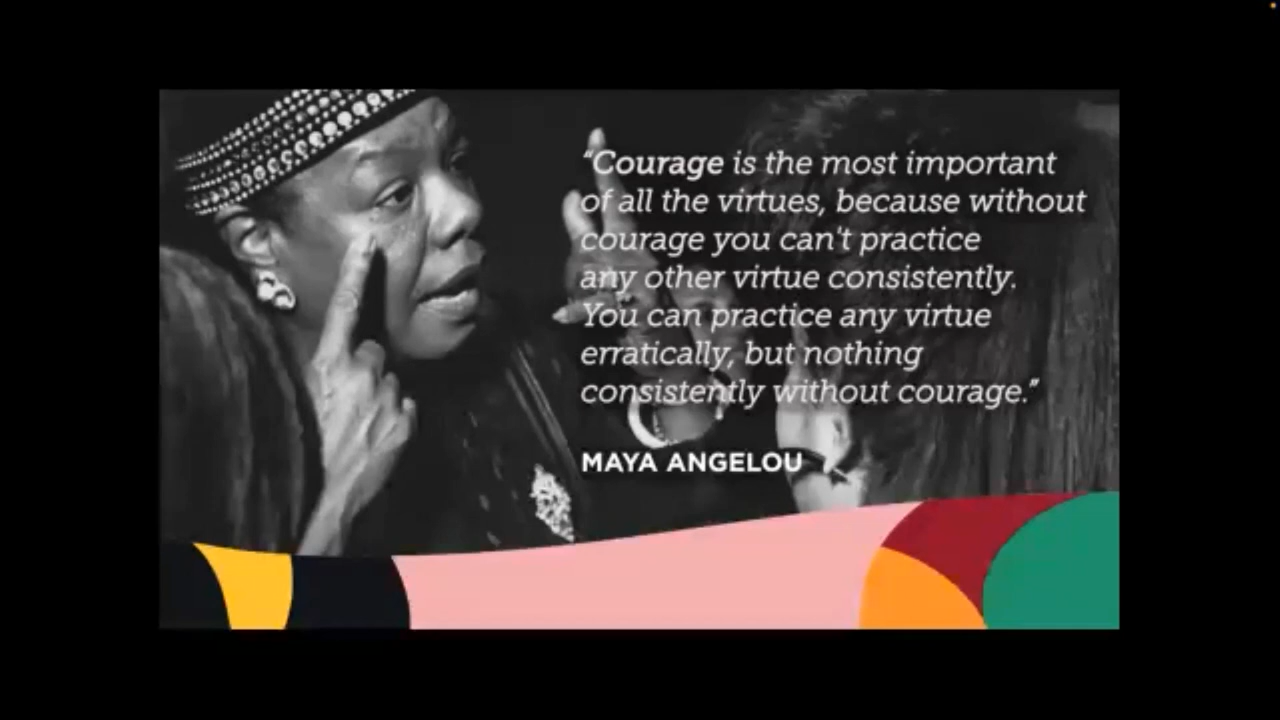 “Courage is the most important
of all the virtues, because without
courage you can't practice
any other virtue consistently.
You can practice any virtue
erratically, but nothing
consistently without courage.”
MAYA ANGELOU